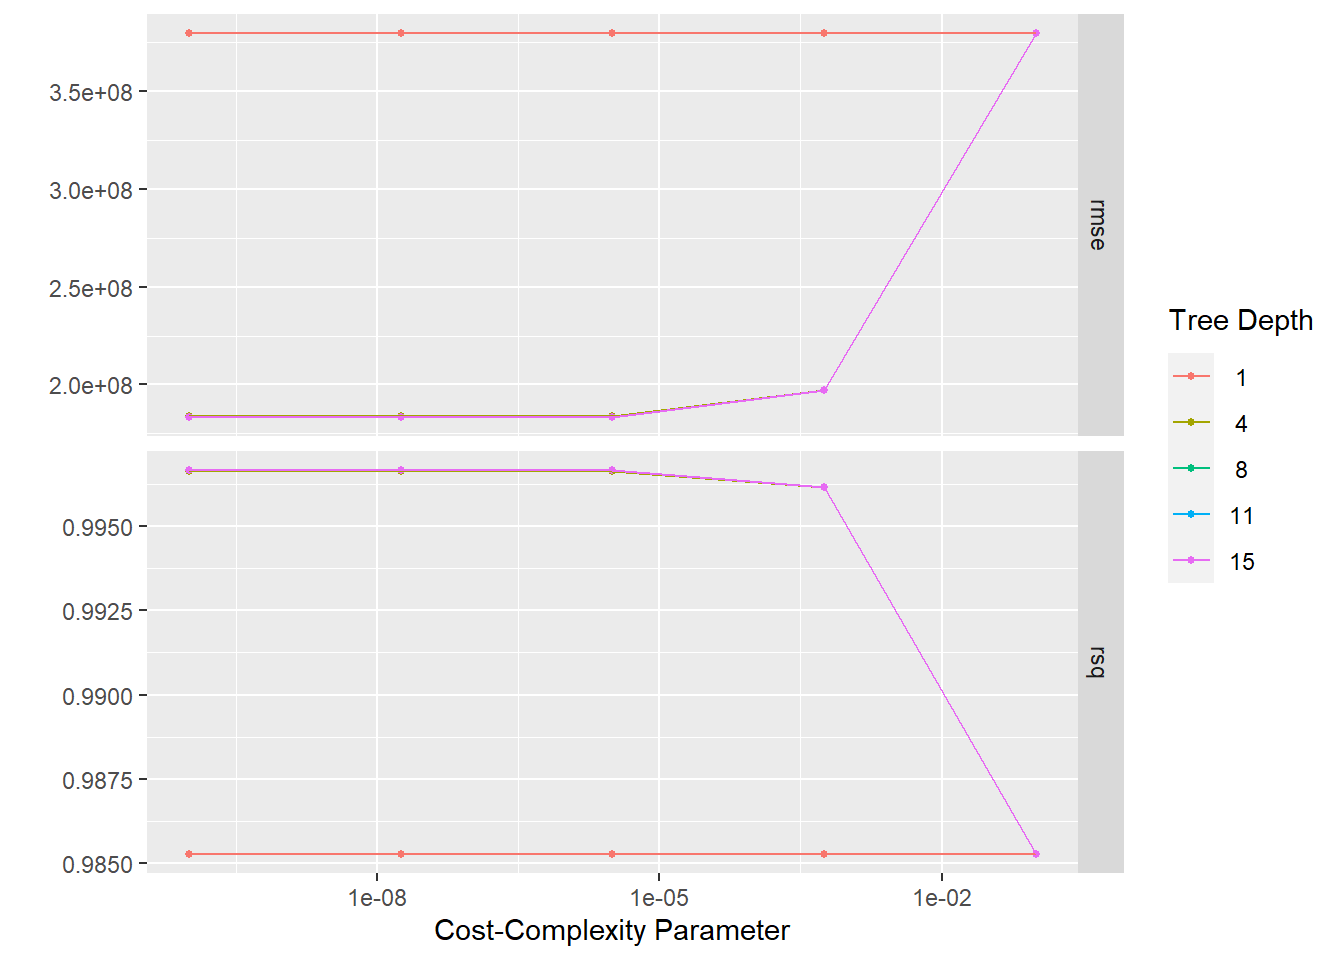 3.5e+08
3.0e+08
2.5e+08
2.0e+08
rmse
0.9950
0.9925
0.9900
0.9875
0.9850
rsq
1e-08 1e-05 1e-02
Cost-Complexity Parameter
Tree Depth
1
4
8
11
15